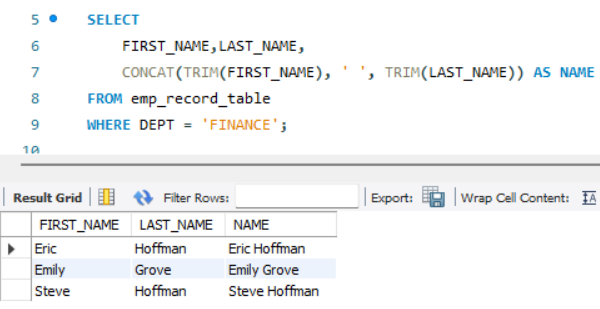 5 SELECT
6 FIRST_NAME,LAST_NAME,
7 CONCAT(TRIM(FIRST_NAME), ' ', TRIM(LAST_NAME)) AS NAME
8 FROM emp_record_table
9 WHERE DEPT = 'FINANCE';
10
Result Grid Filter Rows: Export: Wrap Cell Content:
FIRST_NAME LAST_NAME NAME
Eric Hoffman Eric Hoffman
Emily Grove Emily Grove
Steve Hoffman Steve Hoffman